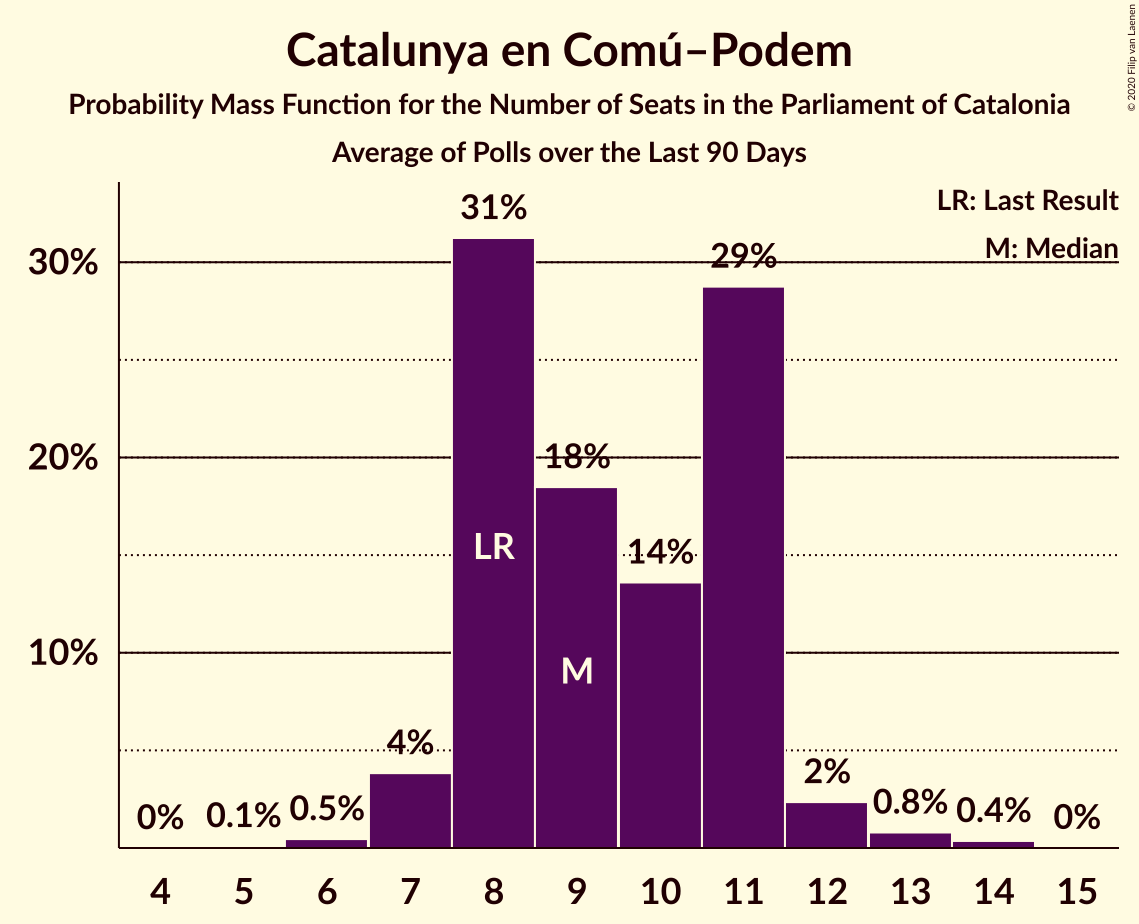 Catalunya en Comú–Podem
Probability Mass Function for the Number of Seats in the Parliament of Catalonia
Average of Polls over the Last 90 Days
© 2020 Filip van Laenen
LR: Last Result
M: Median
30%
20%
10%
0%
0.1%
0.5%
4%
31%
18%
14%
29%
2%
0.8%
0.4%
0%
LR
M
4 5 6 7 8 9 10 11 12 13 14 15